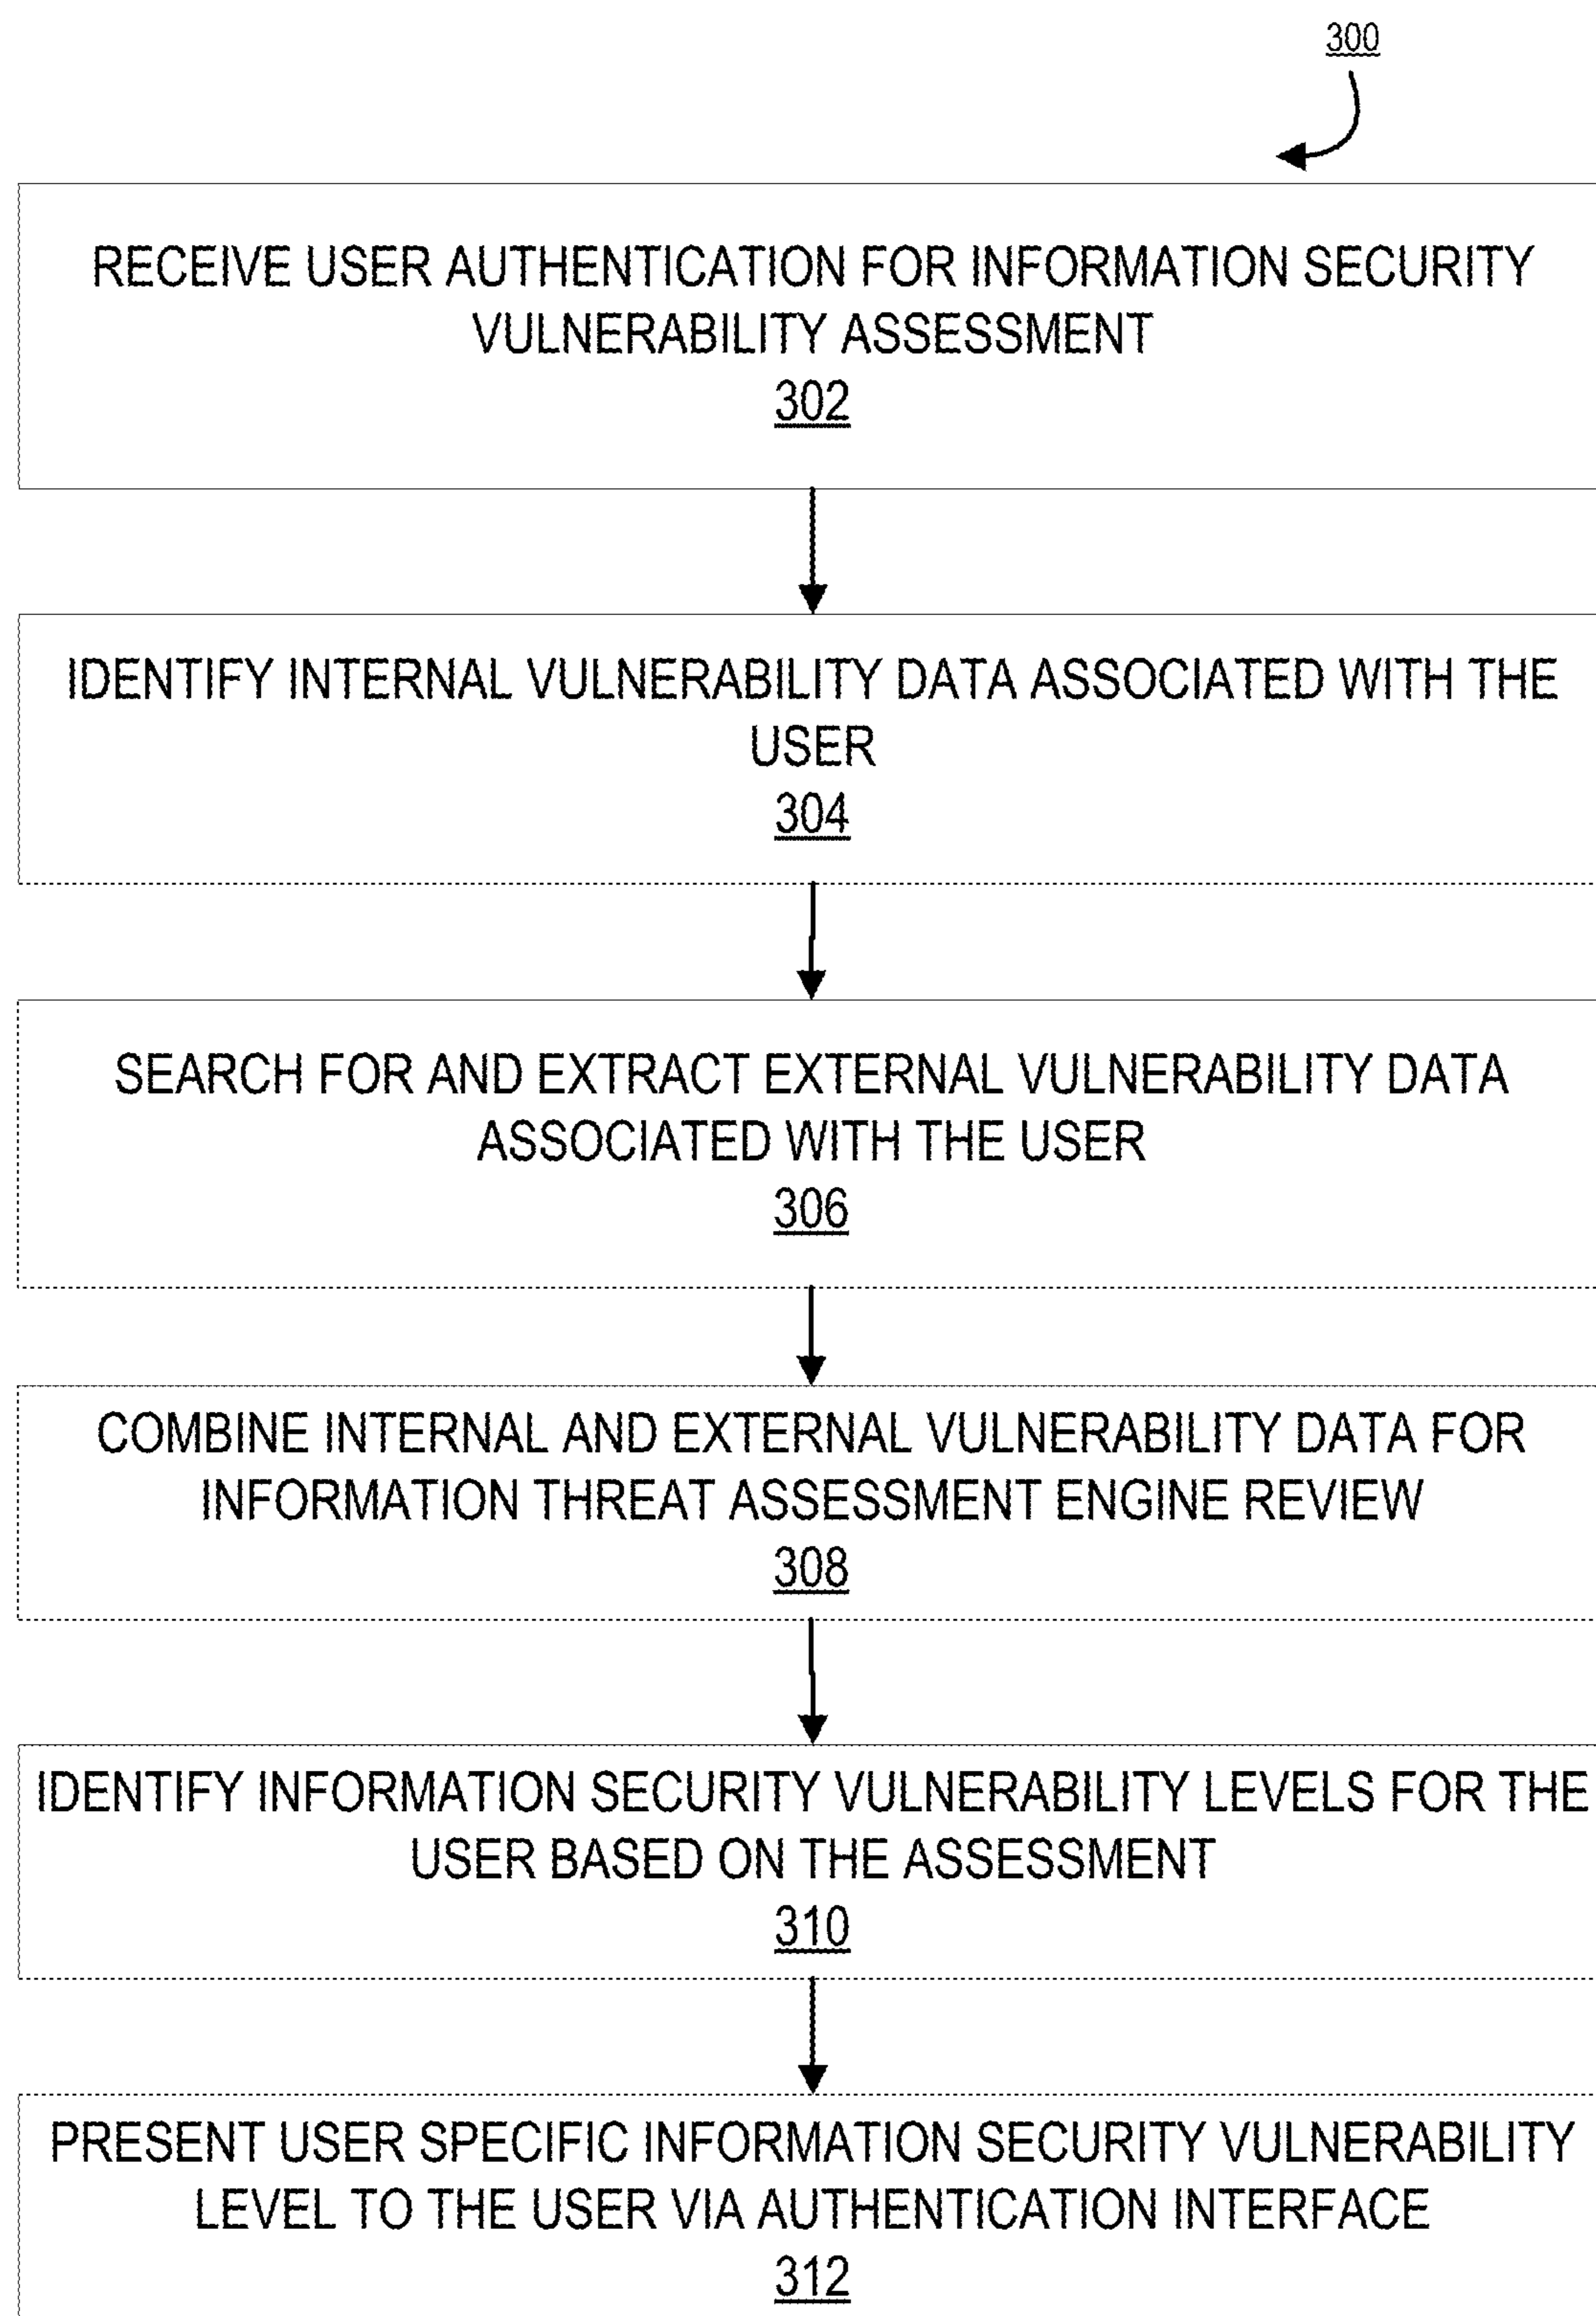 300
RECEIVE USER AUTHENTICATION FOR INFORMATION SECURITY
VULNERABILITY ASSESSMENT
302
IDENTIFY INTERNAL VULNERABILITY DATA ASSOCIATED WITH THE
USER
304
SEARCH FOR AND EXTRACT EXTERNAL VULNERABILITY DATA
ASSOCIATED WITH THE USER
306
COMBINE INTERNAL AND EXTERNAL VULNERABILITY DATA FOR
INFORMATION THREAT ASSESSMENT ENGINE REVIEW
308
IDENTIFY INFORMATION SECURITY VULNERABILITY LEVELS FOR THE
USER BASED ON THE ASSESSMENT
310
PRESENT USER SPECIFIC INFORMATION SECURITY VULNERABILITY
LEVEL TO THE USER VIA AUTHENTICATION INTERFACE
312